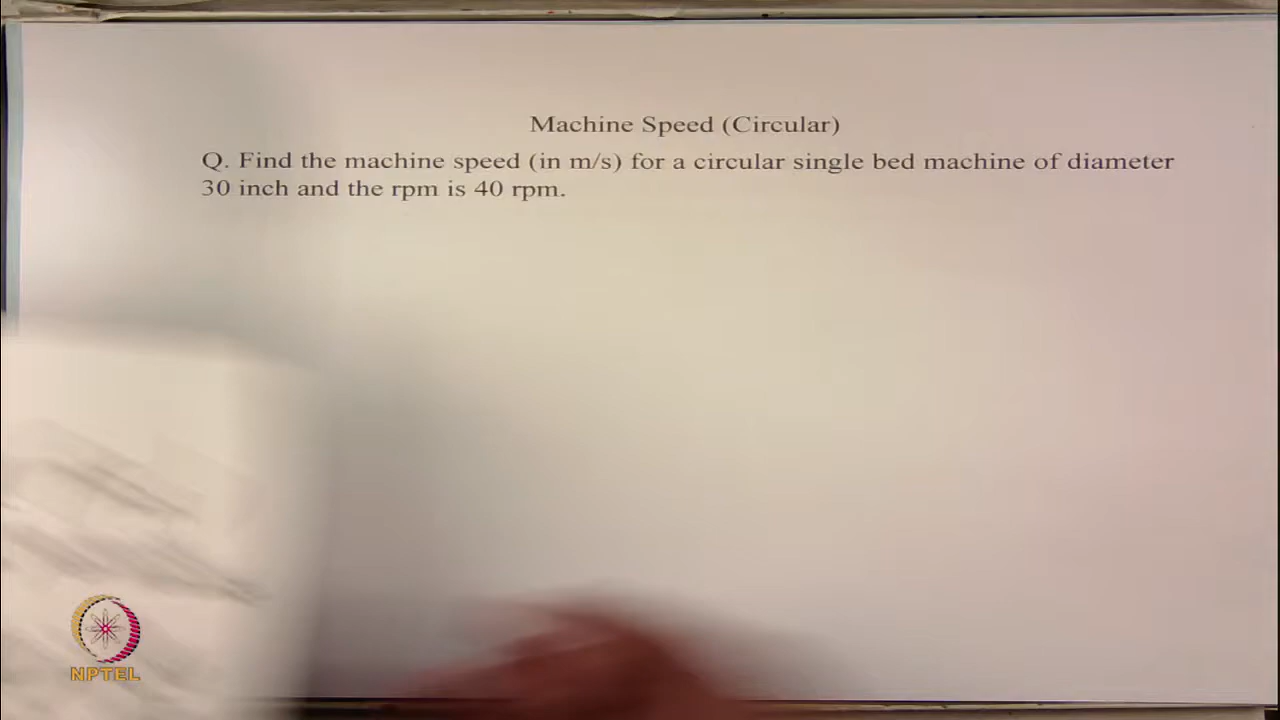 Machine Speed (Circular)
Q. Find the machine speed (in m/s) for a circular single bed machine of diameter
30 inch and the rpm is 40 rpm.
NPTEL